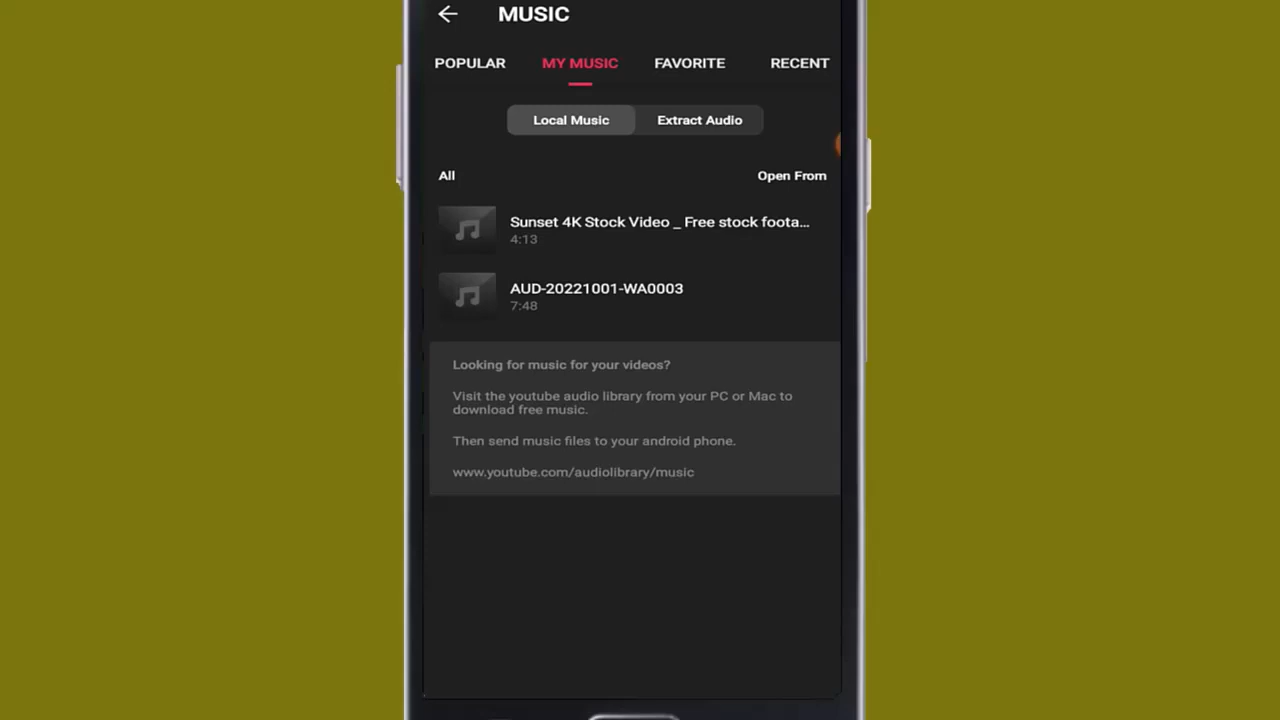 MUSIC
POPULAR MY MUSIC FAVORITE RECENT
Local Music Extract Audio
All Open From
Sunset 4K Stock Video _ Free stock foota...
4:13
AUD-20221001-WA0003
7:48
Looking for music for your videos?
Visit the youtube audio library from your PC or Mac to
download free music.
Then send music files to your android phone.
www.youtube.com/audiolibrary/music